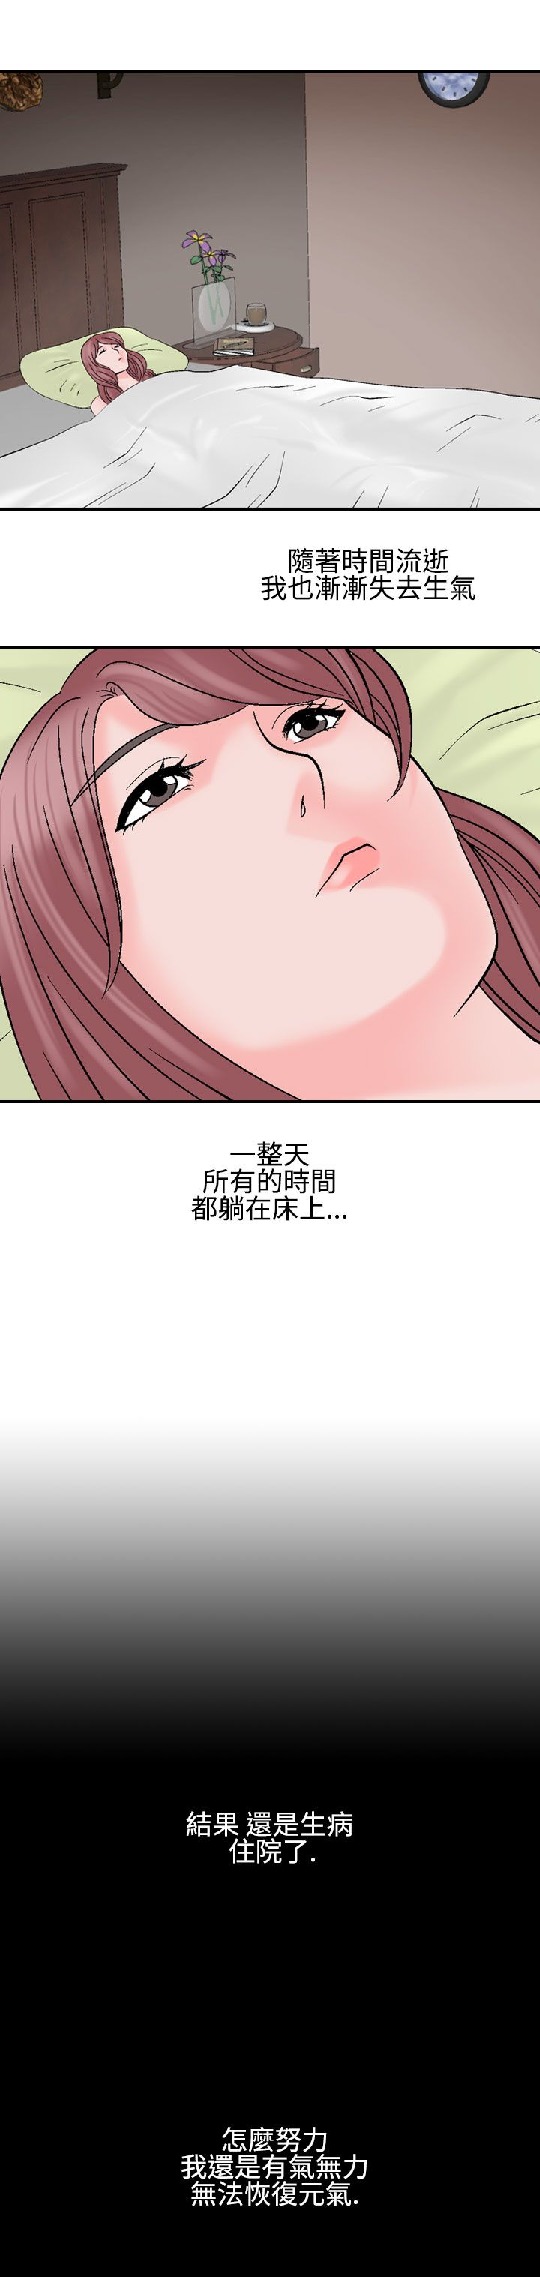 隨著時間流逝
我也漸漸失去生氣
一整天
所有的時間
都躺在床上...
結果 還是生病
住院了.
怎麼努力
我還是有氣無力
無法恢復元氣.